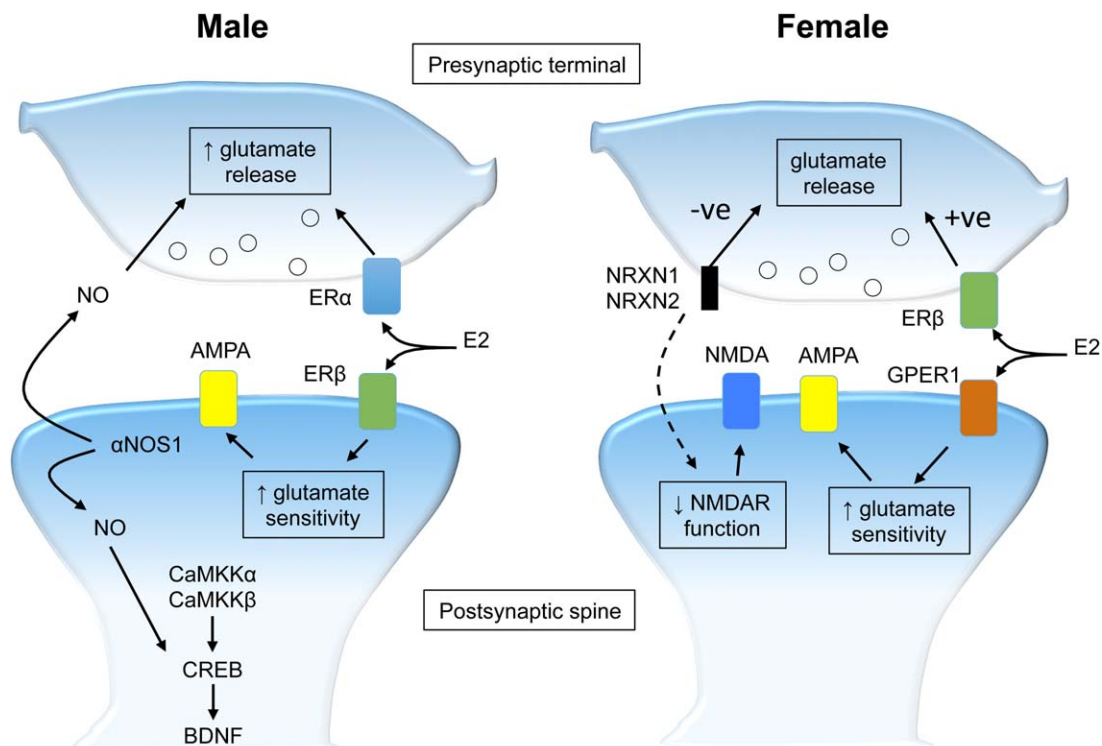 Male
Female
Presynaptic terminal
↑ glutamate
release
ERα
NO
AMPA
ERβ
E2
αNOS1
↑ glutamate
sensitivity
NO
CaMKKα
CaMKKβ
CREB
BDNF
glutamate
release
-ve
+ve
NRXN1
NRXN2
ERβ
E2
NMDA
AMPA
GPER1
↓ NMDAR
function
↑ glutamate
sensitivity
Postsynaptic spine